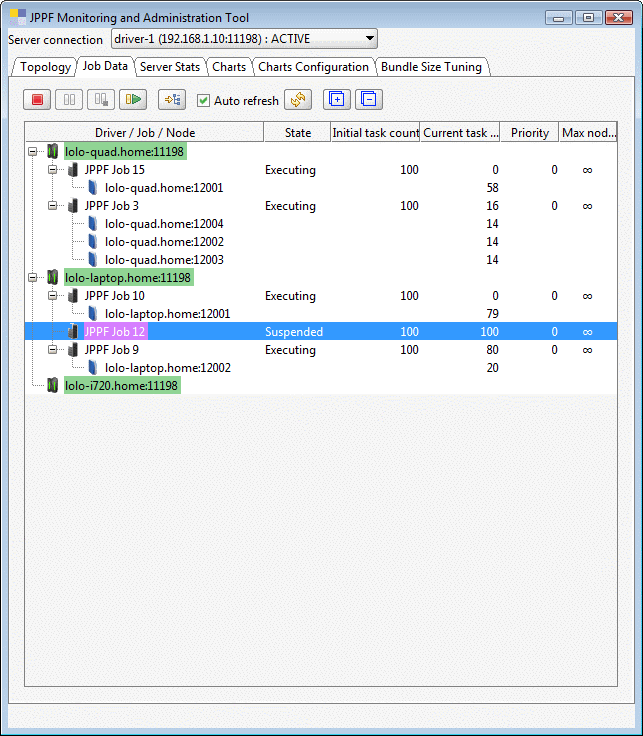 JPPF Monitoring and Administration Tool
Server connection driver-1 (192.168.1.10:11198) : ACTIVE
Topology Job Data Server Stats Charts Charts Configuration Bundle Size Tuning
Auto refresh
Driver / Job / Node State Initial task count Current task ... Priority Max nod...
lolo-quad.home:11198
JPPF Job 15 Executing 100 0 0 ∞
lolo-quad.home:12001 58
JPPF Job 3 Executing 100 16 0 ∞
lolo-quad.home:12004 14
lolo-quad.home:12002 14
lolo-quad.home:12003 14
lolo-laptop.home:11198
JPPF Job 10 Executing 100 0 0 ∞
lolo-laptop.home:12001 79
JPPF Job 12 Suspended 100 100 0 ∞
JPPF Job 9 Executing 100 80 0 ∞
lolo-laptop.home:12002 20
lolo-i720.home:11198